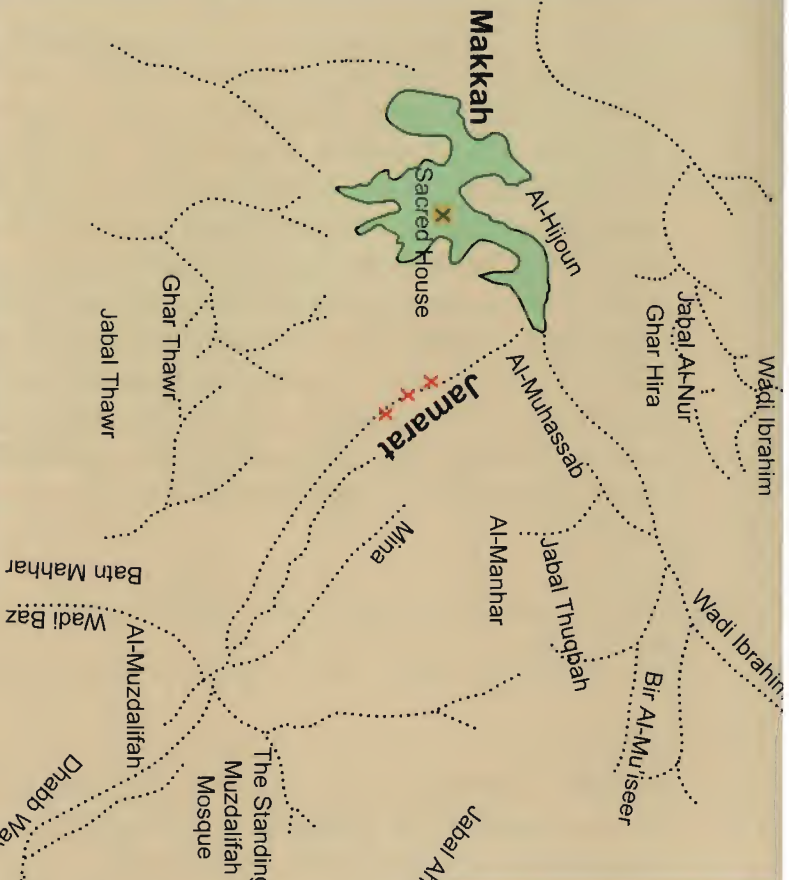 Makkah
Al-Hijoun
Sacred House
Wadi Ibrahim
Jabal Al-Nur
Ghar Hira
Ghar Thawr
Jabal Thawr
Al-Muhassab
Jamarat
Mina
Al-Manhar
Jabal Thuqbah
Wadi Ibrahim
Bir Al-Mu'iseer
Batn Mahhar
Wadi Baz
Al-Muzdalifah
The Standing
Muzdalifah
Mosque
Dhabb
Jabal